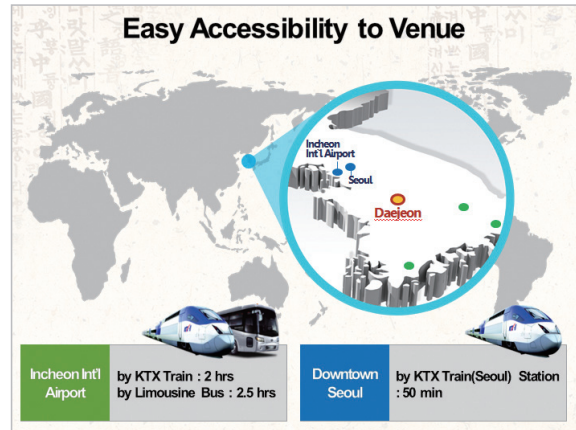 Easy Accessibility to Venue
Incheon
Int'l Airport
Seoul
Daejeon
Incheon Int'l
Airport
by KTX Train : 2 hrs
by Limousine Bus : 2.5 hrs
Downtown
Seoul
by KTX Train(Seoul) Station
: 50 min